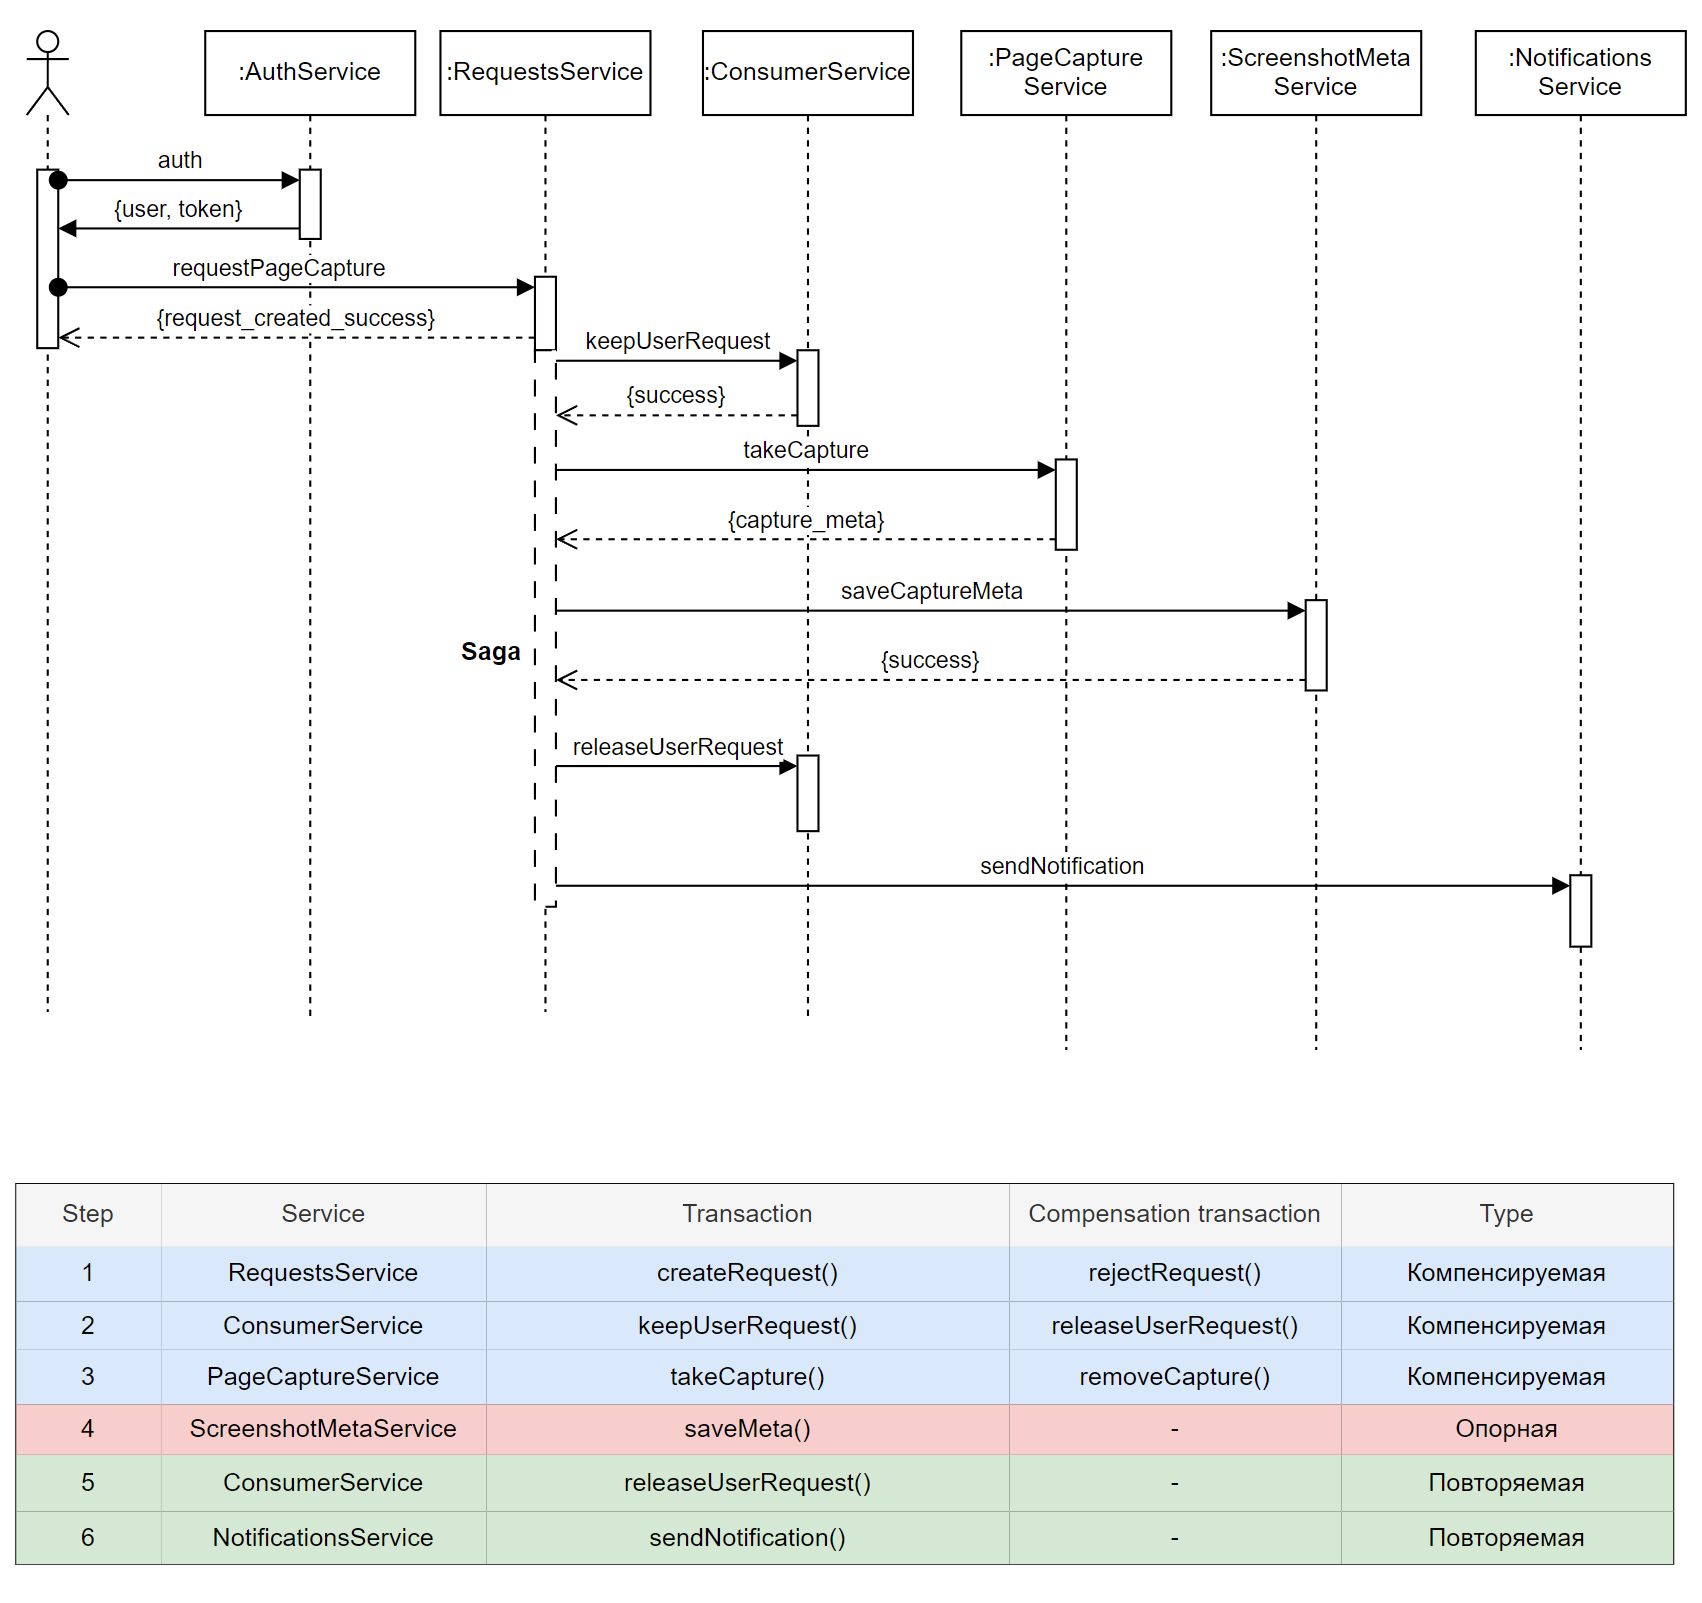 :AuthService
:RequestsService
:ConsumerService
:PageCapture
Service
:ScreenshotMeta
Service
:Notifications
Service
auth
{user, token}
requestPageCapture
{request_created_success}
keepUserRequest
{success}
takeCapture
{capture_meta}
saveCaptureMeta
Saga
{success}
releaseUserRequest
sendNotification
Step Service Transaction Compensation transaction Type
1 RequestsService createRequest() rejectRequest() Компенсируемая
2 ConsumerService keepUserRequest() releaseUserRequest() Компенсируемая
3 PageCaptureService takeCapture() removeCapture() Компенсируемая
4 ScreenshotMetaService saveMeta() - Опорная
5 ConsumerService releaseUserRequest() - Повторяемая
6 NotificationsService sendNotification() - Повторяемая